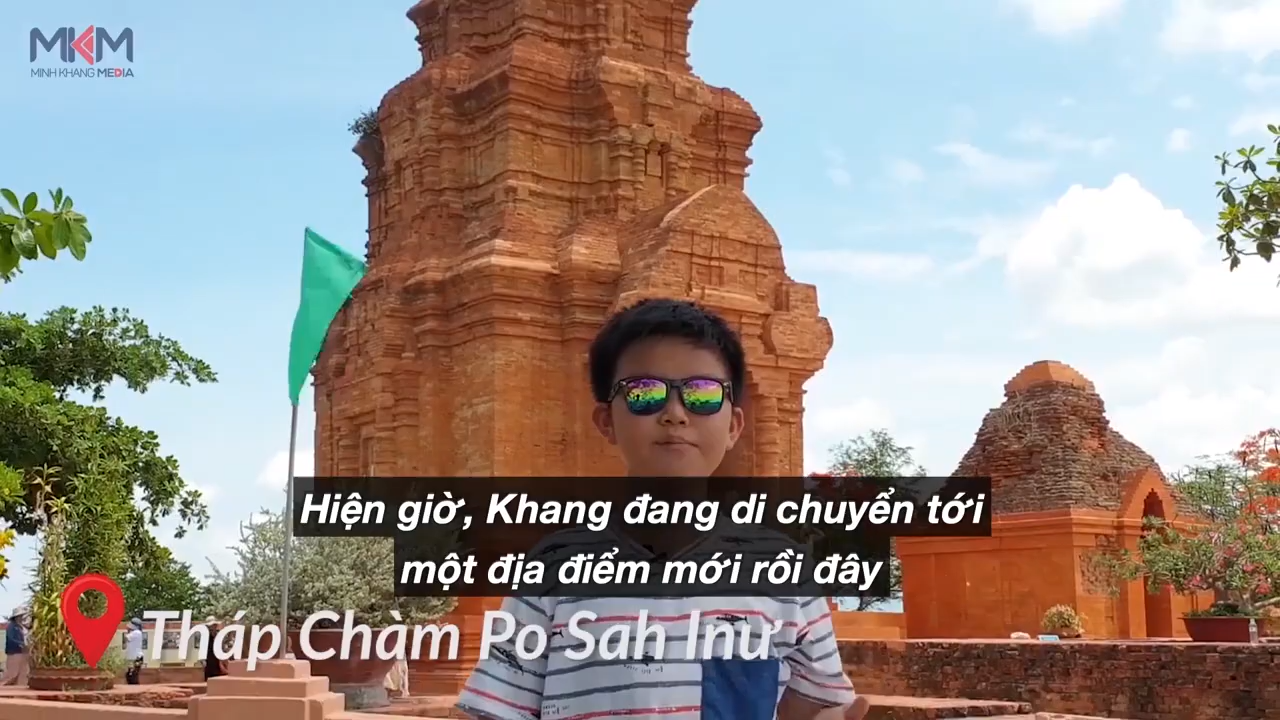 MKM
MINH KHANG MEDIA
Hiện giờ, Khang đang di chuyển tới
một địa điểm mới rồi đây
Tháp Chàm Po Sah Inư